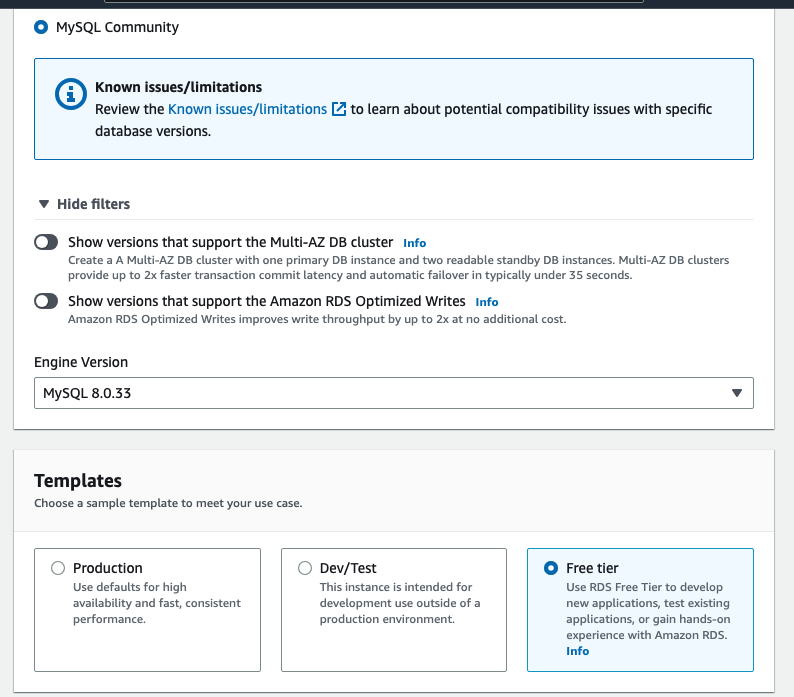 MySQL Community
Known issues/limitations
Review the Known issues/limitations to learn about potential compatibility issues with specific
database versions.
Hide filters
Show versions that support the Multi-AZ DB cluster Info
Create a A Multi-AZ DB cluster with one primary DB instance and two readable standby DB instances. Multi-AZ DB clusters
provide up to 2x faster transaction commit latency and automatic failover in typically under 35 seconds.
Show versions that support the Amazon RDS Optimized Writes Info
Amazon RDS Optimized Writes improves write throughput by up to 2x at no additional cost.
Engine Version
MySQL 8.0.33
Templates
Choose a sample template to meet your use case.
Production
Use defaults for high
availability and fast, consistent
performance.
Dev/Test
This instance is intended for
development use outside of a
production environment.
Free tier
Use RDS Free Tier to develop
new applications, test existing
applications, or gain hands-on
experience with Amazon RDS.
Info